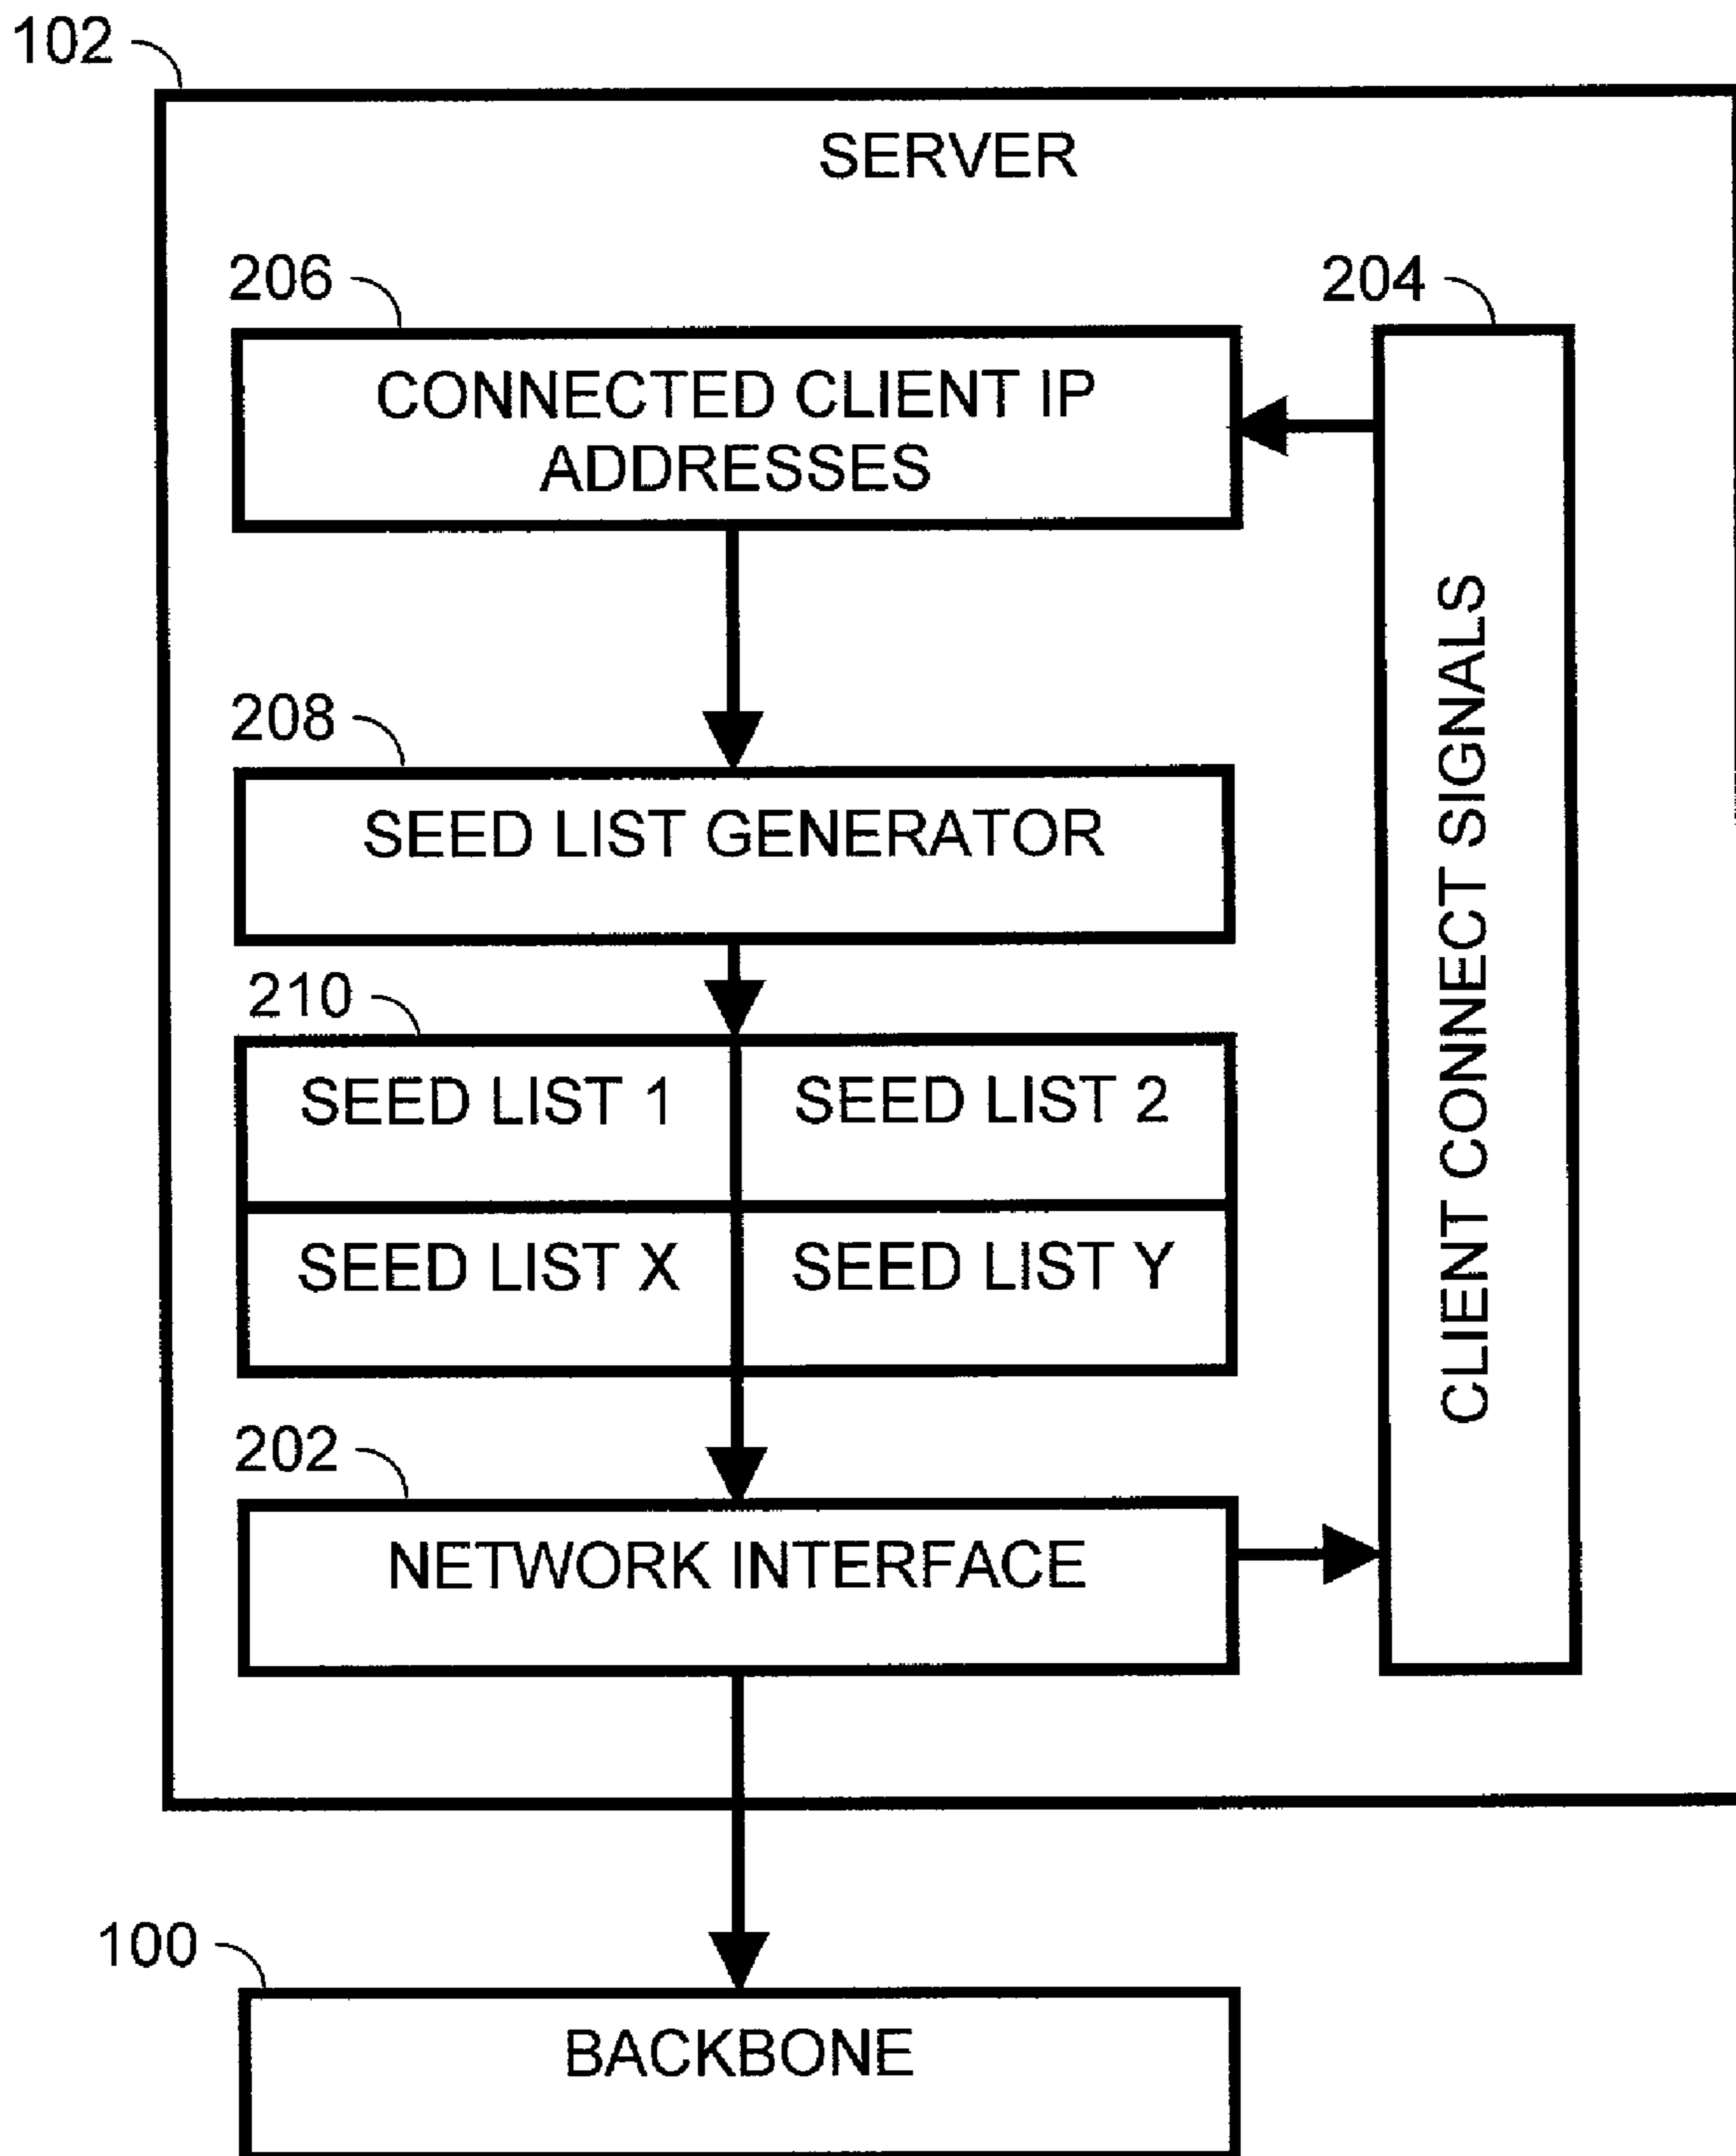 102
SERVER
206
204
CONNECTED CLIENT IP
ADDRESSES
CLIENT CONNECT SIGNALS
208
SEED LIST GENERATOR
210
SEED LIST 1
SEED LIST 2
SEED LIST X
SEED LIST Y
202
NETWORK INTERFACE
100
BACKBONE